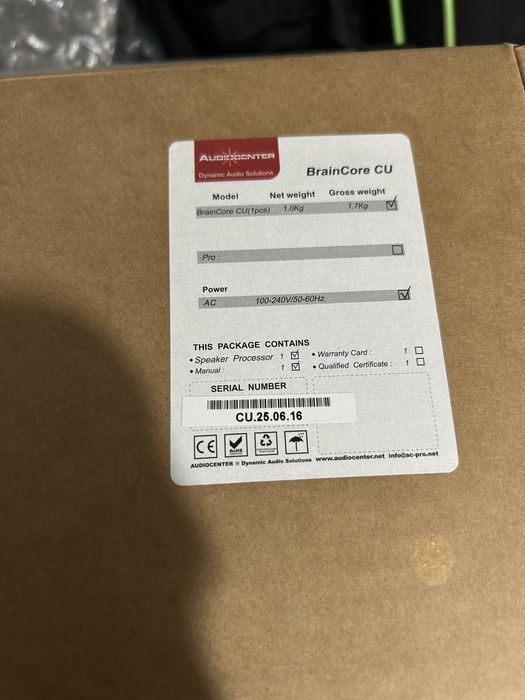 AUDIOCENTER
Dynamic Audio Solutions
BrainCore CU
Model Net weight Gross weight
BrainCore CU(1pcs) 1.0Kg 1.7Kg
Pro :
Power
AC 100-240V/50-60Hz
THIS PACKAGE CONTAINS
• Speaker Processor 1 • Warranty Card : 1
• Manual : 1 • Qualified Certificate : 1
SERIAL NUMBER
CU.25.06.16
CE RoHS
AUDIOCENTER ® Dynamic Audio Solutions www.audiocenter.net info@ac-pro.net